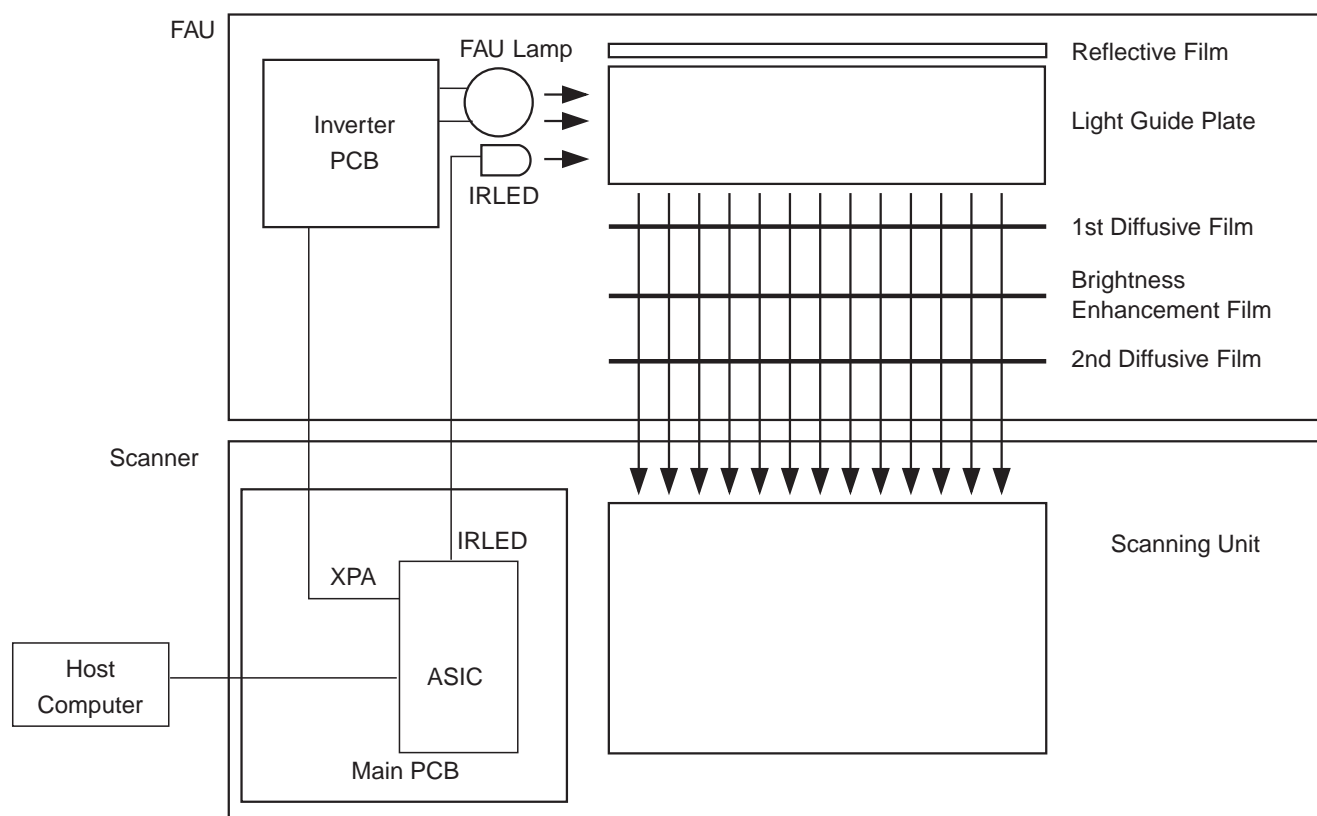 FAU
FAU Lamp
Reflective Film
Inverter
PCB
Light Guide Plate
IRLED
1st Diffusive Film
Brightness
Enhancement Film
2nd Diffusive Film
Scanner
IRLED
Scanning Unit
XPA
Host
Computer
ASIC
Main PCB